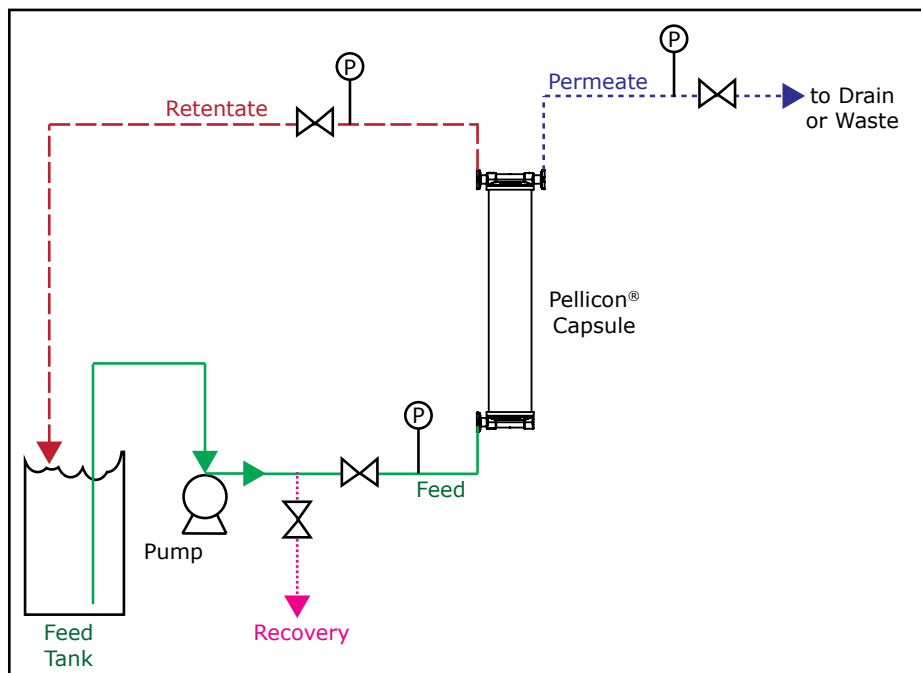 P
P
Permeate
to Drain
or Waste
Retentate
Pellicon®
Capsule
P
Feed
Pump
Recovery
Feed
Tank